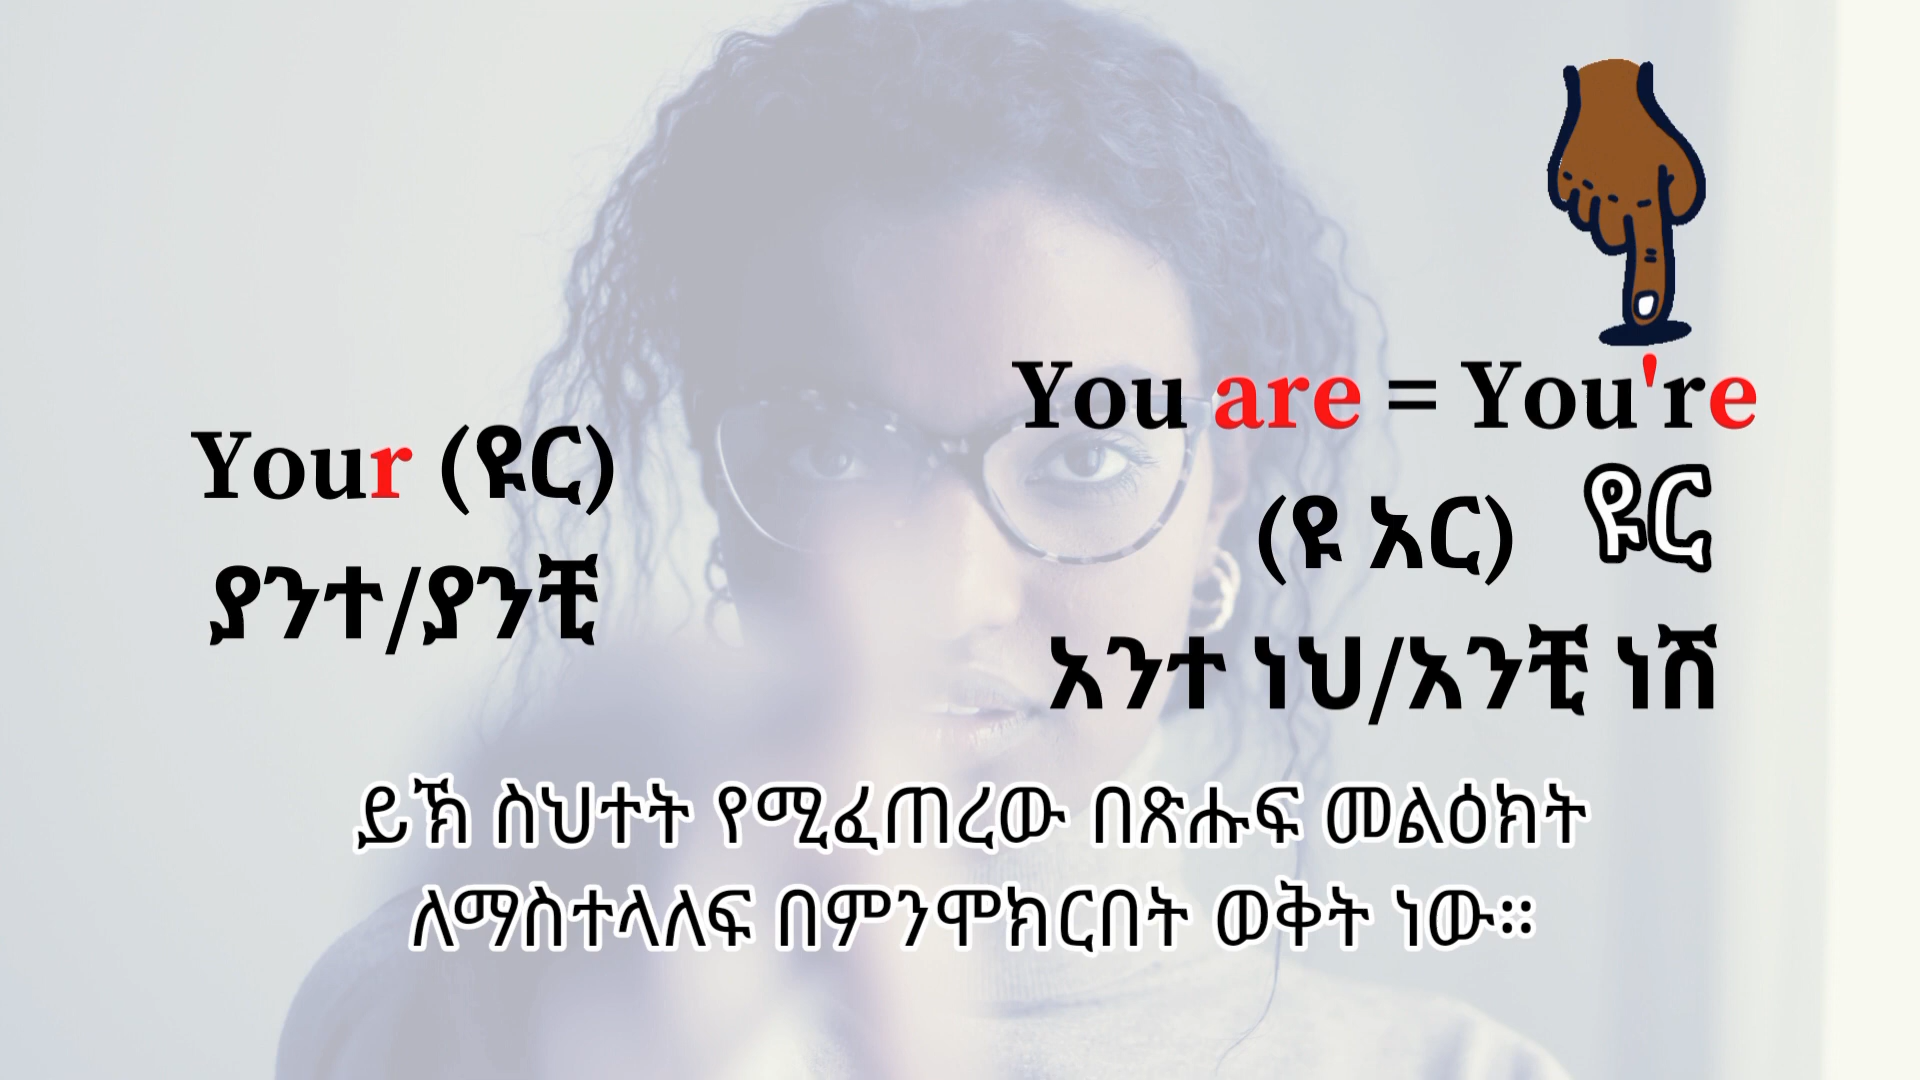 Your (ዩር)
ያንተ/ያንቺ
You are = You're
(ዩ አር) ዩር
አንተ ነህ/አንቺ ነሽ
ይኽ ስህተት የሚፈጠረው በጽሑፍ መልዕክት
ለማስተላለፍ በምንሞክርበት ወቅት ነው።